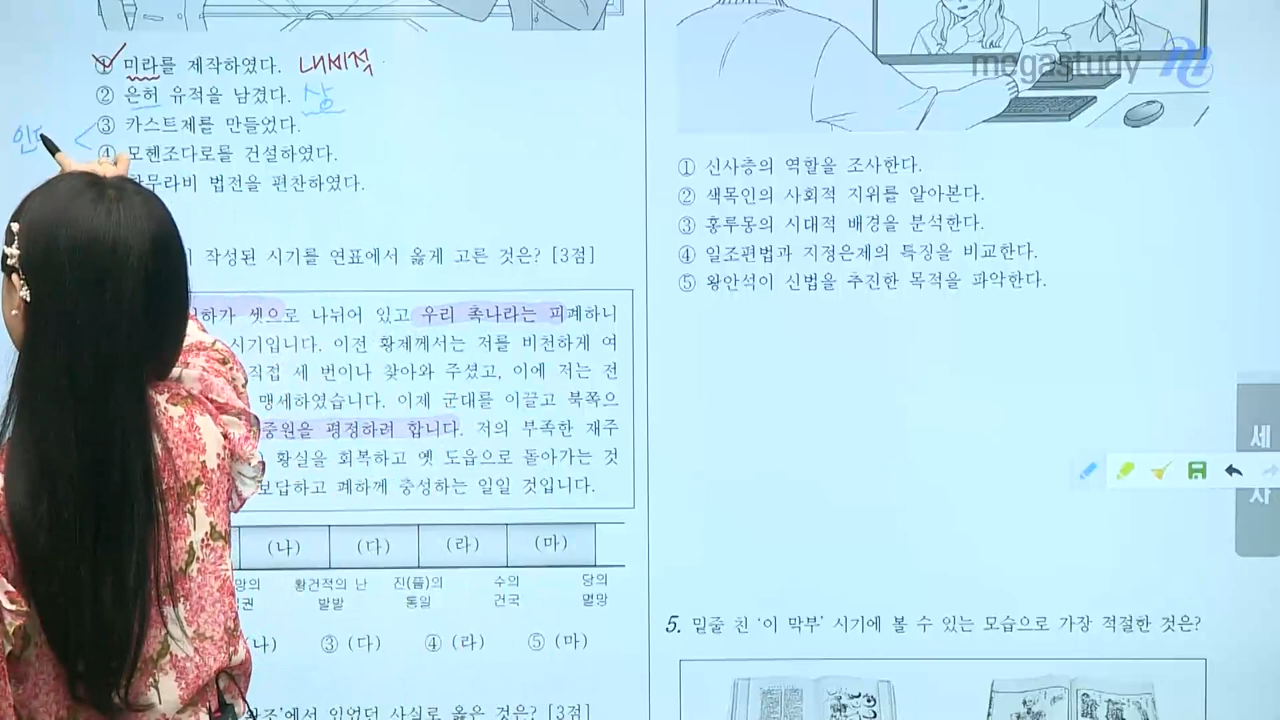 ① 미라를 제작하였다. 내세적
② 은허 유적을 남겼다. 상
③ 카스트제를 만들었다.
④ 모헨조다로를 건설하였다.
무라비 법전을 편찬하였다.
작성된 시기를 연표에서 옳게 고른 것은? [3점]
하가 셋으로 나뉘어 있고 우리 촉나라는 피폐하니
시기입니다. 이전 황제께서는 저를 비천하게 여
직접 세 번이나 찾아와 주셨고, 이에 저는 전
맹세하였습니다. 이제 군대를 이끌고 북쪽으
중원을 평정하려 합니다. 저의 부족한 재주
황실을 회복하고 옛 도읍으로 돌아가는 것
보답하고 폐하께 충성하는 일일 것입니다.
(나) (다) (라) (마)
망의 황건적의 난 진(晉)의 수의 당의
발발 통일 건국 멸망
나) ③ (다) ④ (라) ⑤ (마)
왕조'에서 있었던 사실로 옳은 것은? [3점]
megastudy
① 신사층의 역할을 조사한다.
② 색목인의 사회적 지위를 알아본다.
③ 홍루몽의 시대적 배경을 분석한다.
④ 일조편법과 지정은제의 특징을 비교한다.
⑤ 왕안석이 신법을 추진한 목적을 파악한다.
세
사
5. 밑줄 친 '이 막부' 시기에 볼 수 있는 모습으로 가장 적절한 것은?